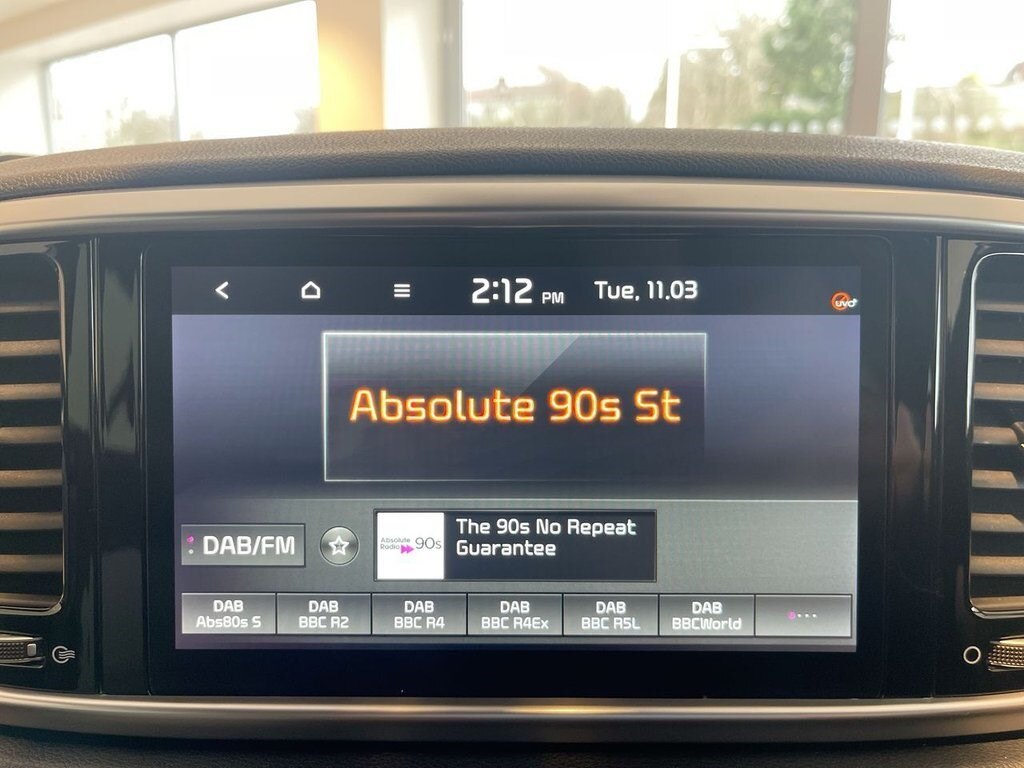 2:12 PM Tue, 11.03
uvo
Absolute 90s St
DAB/FM
Absolute
Radio 90s
The 90s No Repeat
Guarantee
DAB
Abs80s S
DAB
BBC R2
DAB
BBC R4
DAB
BBC R4Ex
DAB
BBC R5L
DAB
BBCWorld